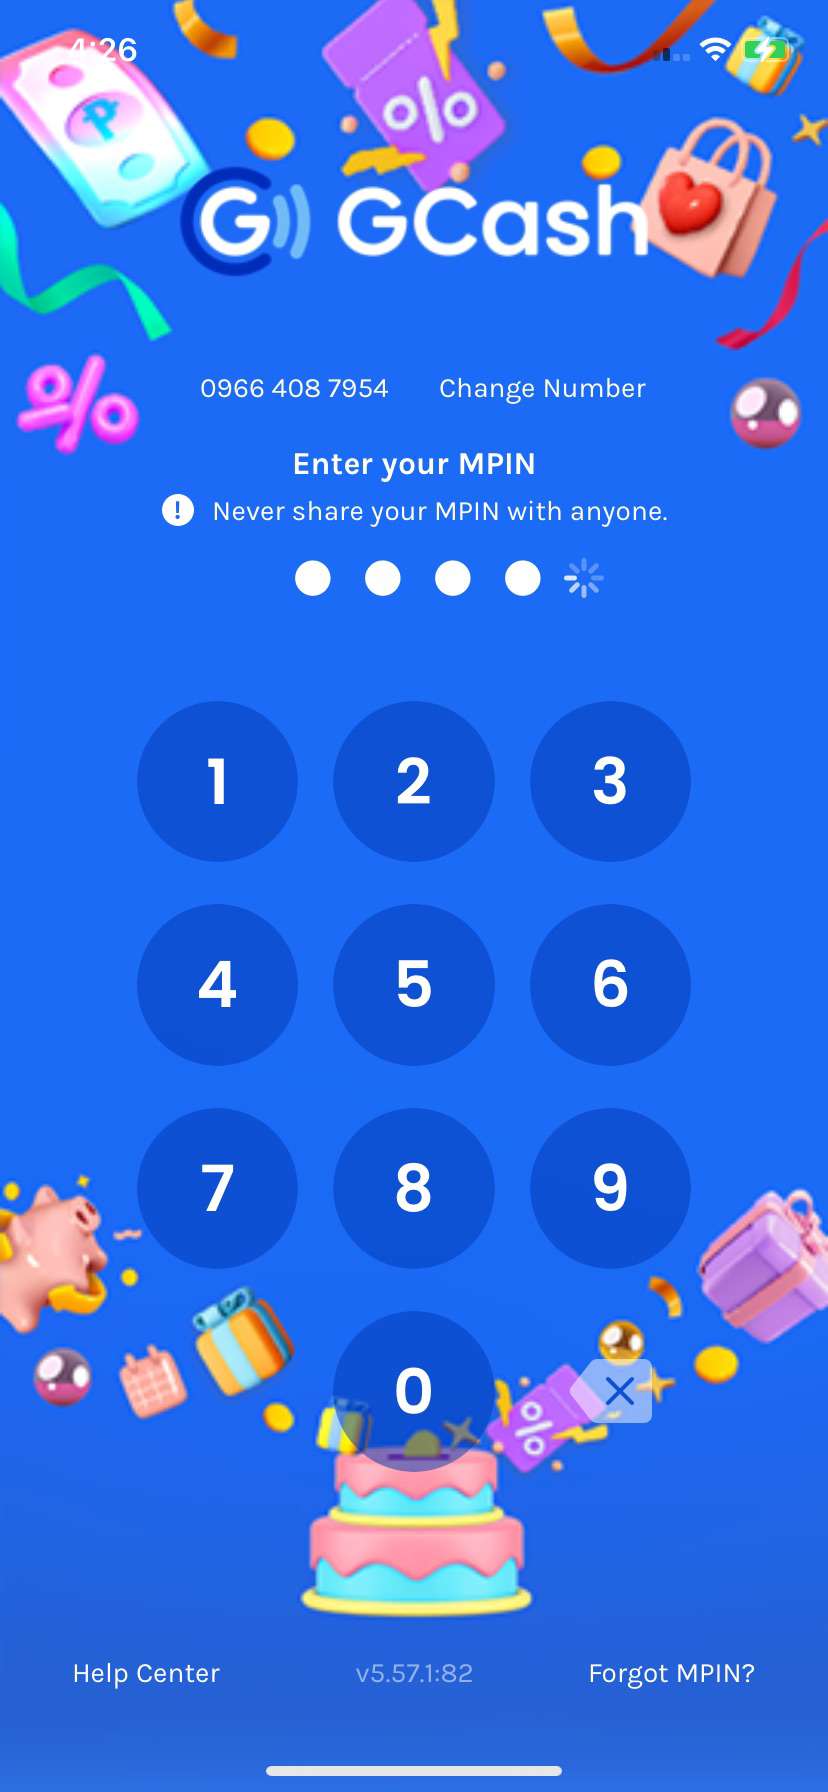 4:26
GCash
0966 408 7954 Change Number
Enter your MPIN
Never share your MPIN with anyone.
1 2 3
4 5 6
7 8 9
0
Help Center v5.57.1:82 Forgot MPIN?